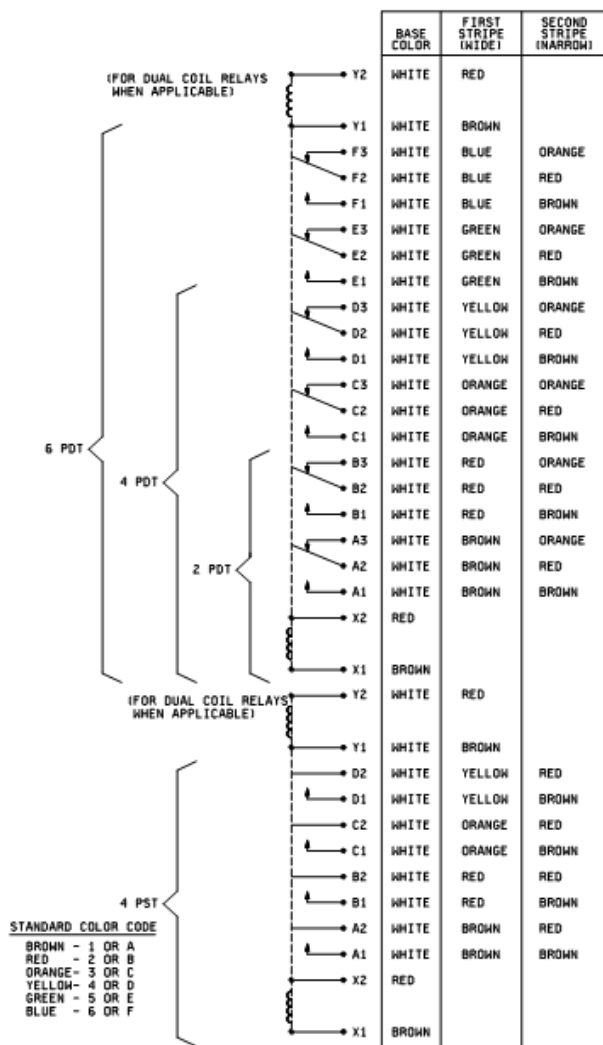 BASE COLOR	FIRST STRIPE (WIDE)	SECOND STRIPE (NARROW)
(FOR DUAL COIL RELAYS WHEN APPLICABLE)
Y2	WHITE	RED
Y1	WHITE	BROWN
F3	WHITE	BLUE	ORANGE
F2	WHITE	BLUE	RED
F1	WHITE	BLUE	BROWN
E3	WHITE	GREEN	ORANGE
E2	WHITE	GREEN	RED
E1	WHITE	GREEN	BROWN
D3	WHITE	YELLOW	ORANGE
D2	WHITE	YELLOW	RED
D1	WHITE	YELLOW	BROWN
C3	WHITE	ORANGE	ORANGE
C2	WHITE	ORANGE	RED
C1	WHITE	ORANGE	BROWN
6 PDT
B3	WHITE	RED	ORANGE
4 PDT
B2	WHITE	RED	RED
B1	WHITE	RED	BROWN
A3	WHITE	BROWN	ORANGE
2 PDT
A2	WHITE	BROWN	RED
A1	WHITE	BROWN	BROWN
X2	RED
X1	BROWN
(FOR DUAL COIL RELAYS WHEN APPLICABLE)
Y2	WHITE	RED
Y1	WHITE	BROWN
D2	WHITE	YELLOW	RED
D1	WHITE	YELLOW	BROWN
C2	WHITE	ORANGE	RED
C1	WHITE	ORANGE	BROWN
B2	WHITE	RED	RED
4 PST
B1	WHITE	RED	BROWN
A2	WHITE	BROWN	RED
A1	WHITE	BROWN	BROWN
X2	RED
X1	BROWN
STANDARD COLOR CODE
BROWN - 1 OR A
RED - 2 OR B
ORANGE- 3 OR C
YELLOW- 4 OR D
GREEN - 5 OR E
BLUE - 6 OR F